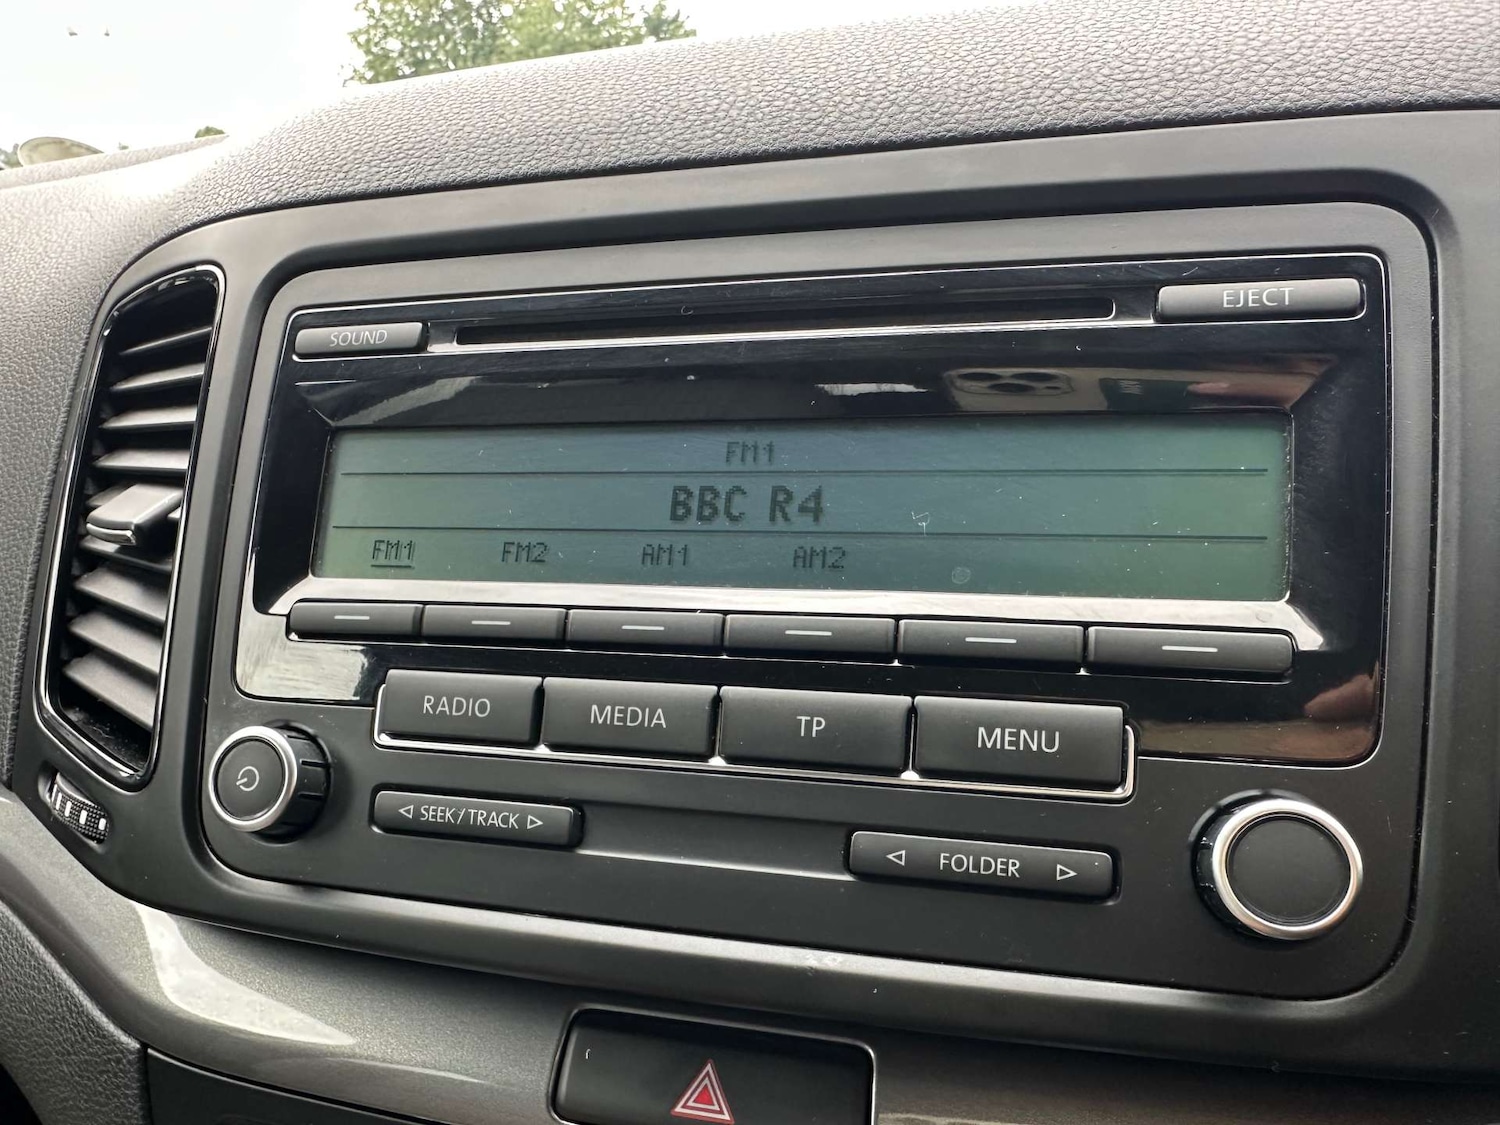 SOUND
EJECT
FM1
BBC R4
FM1 FM2 AM1 AM2
RADIO MEDIA TP MENU
◁ SEEK/TRACK ▷
◁ FOLDER ▷